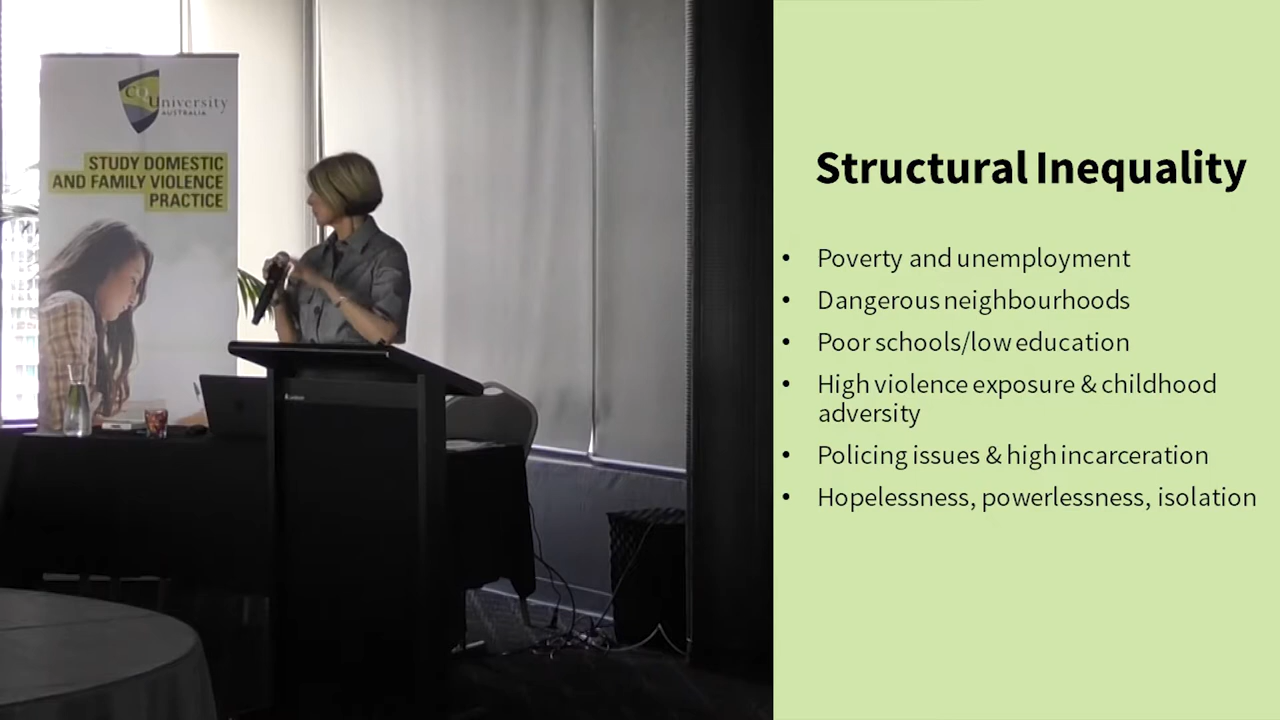 CQUniversity
AUSTRALIA
STUDY DOMESTIC
AND FAMILY VIOLENCE
PRACTICE
Structural Inequality
• Poverty and unemployment
• Dangerous neighbourhoods
• Poor schools/low education
• High violence exposure & childhood
adversity
• Policing issues & high incarceration
• Hopelessness, powerlessness, isolation